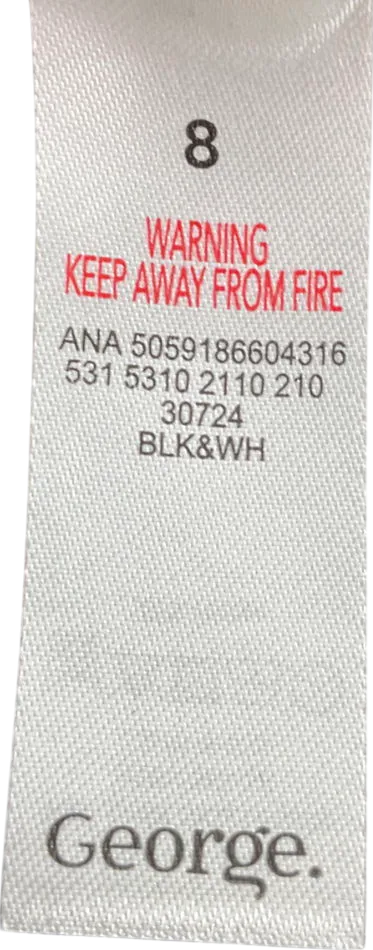 8
WARNING
KEEP AWAY FROM FIRE
ANA 5059186604316
531 5310 2110 210
30724
BLK&WH
George.